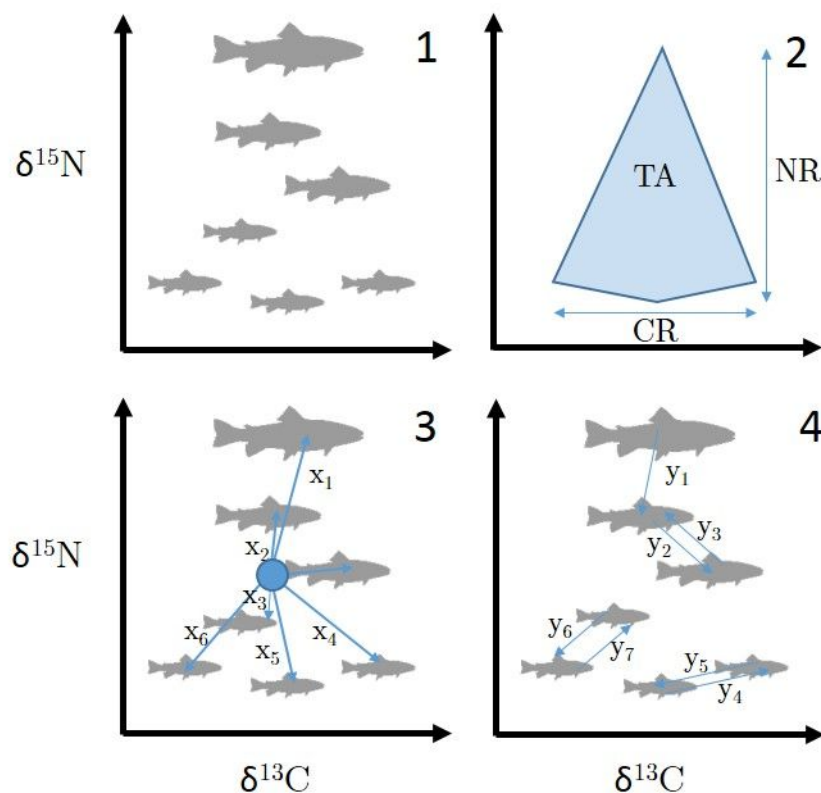 1
δ¹⁵N
2
TA
NR
CR
3
δ¹⁵N
x₁
x₂
x₃
x₄
x₅
x₆
δ¹³C
4
y₁
y₂
y₃
y₄
y₅
y₆
y₇
δ¹³C